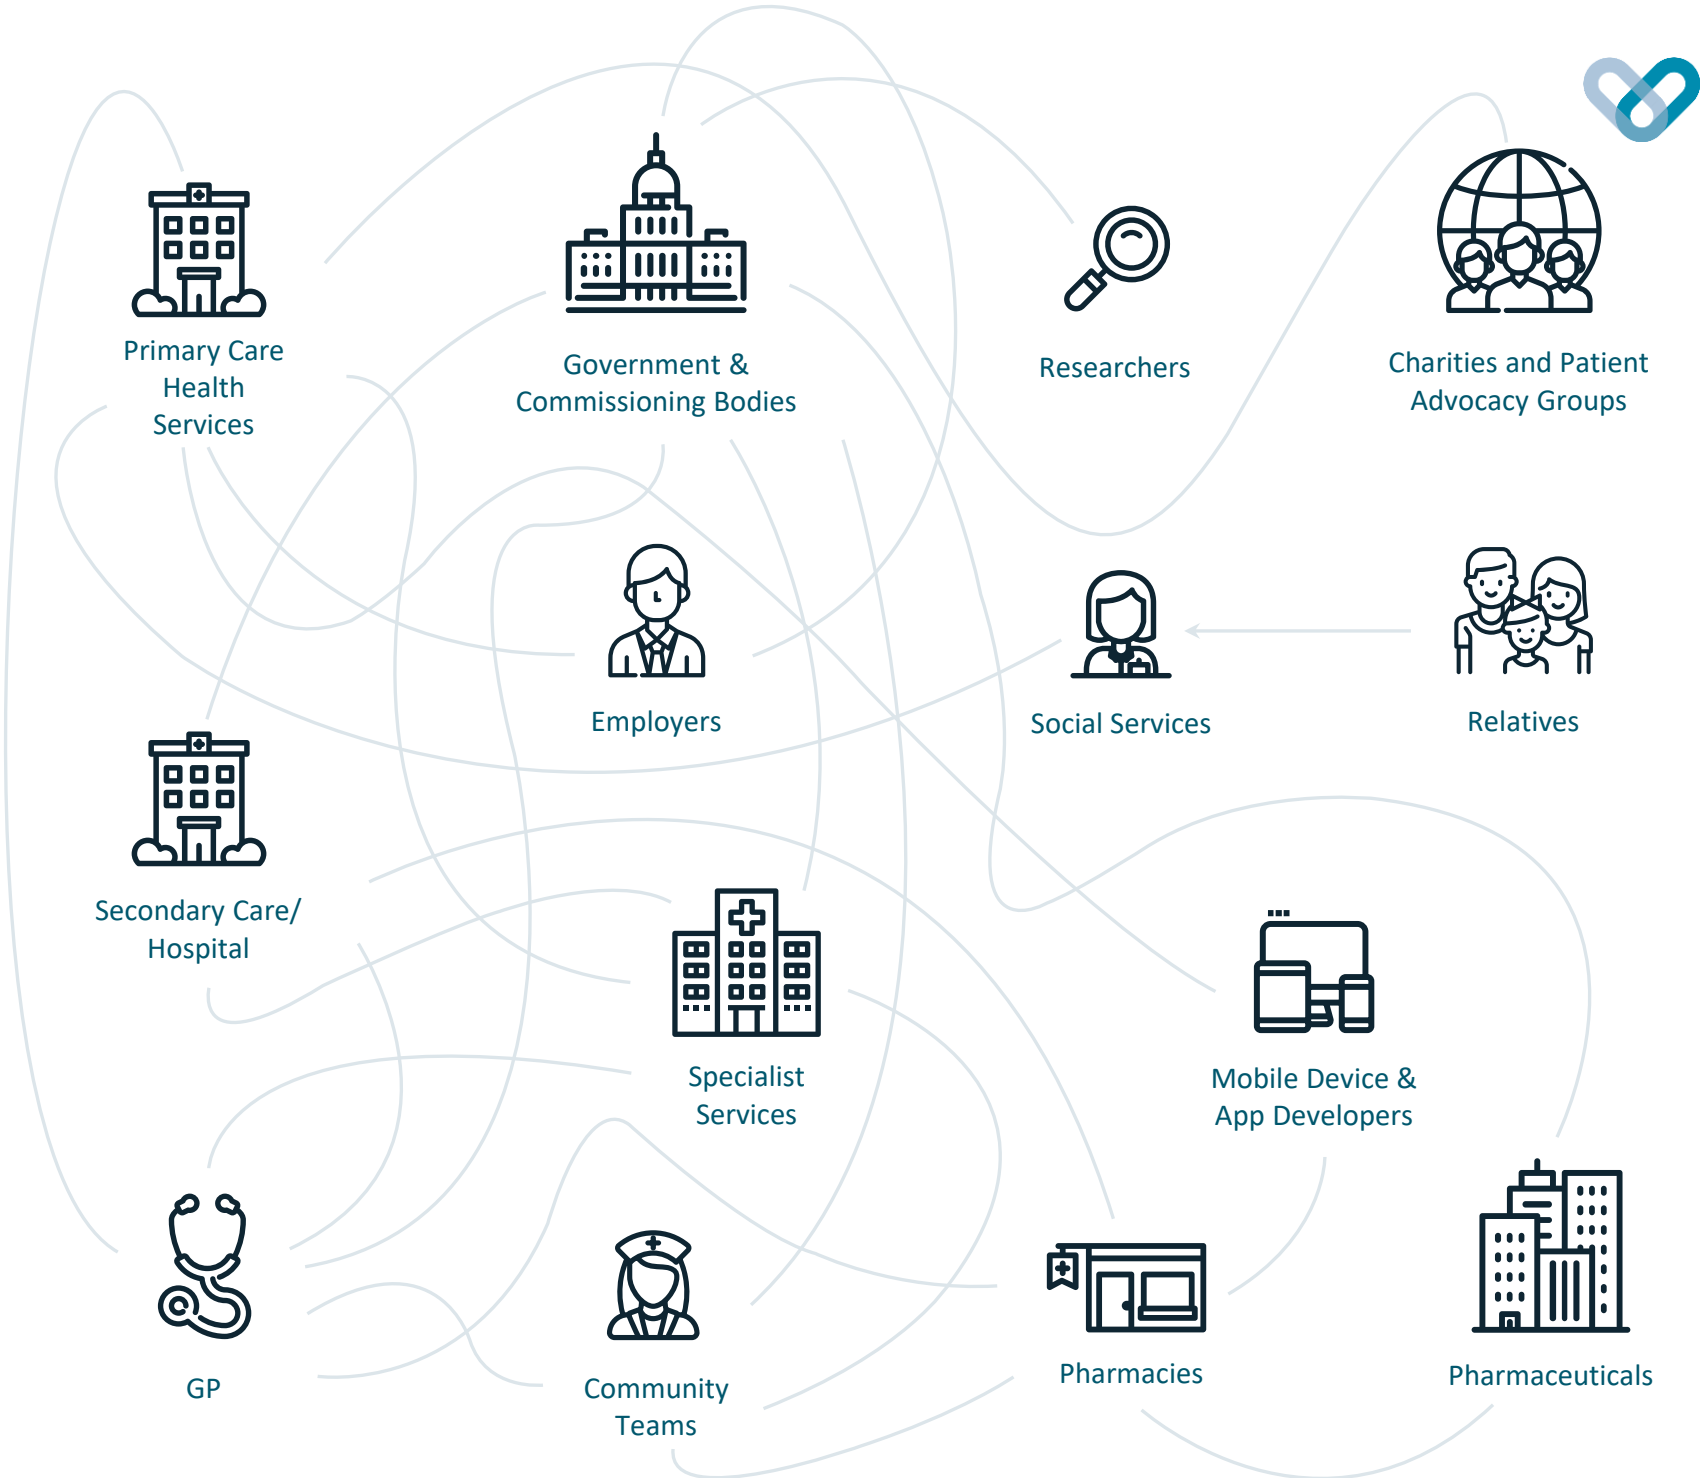 Primary Care
Health
Services
Government &
Commissioning Bodies
Researchers
Charities and Patient
Advocacy Groups
Employers
Social Services
Relatives
Secondary Care/
Hospital
Specialist
Services
Mobile Device &
App Developers
GP
Community
Teams
Pharmacies
Pharmaceuticals